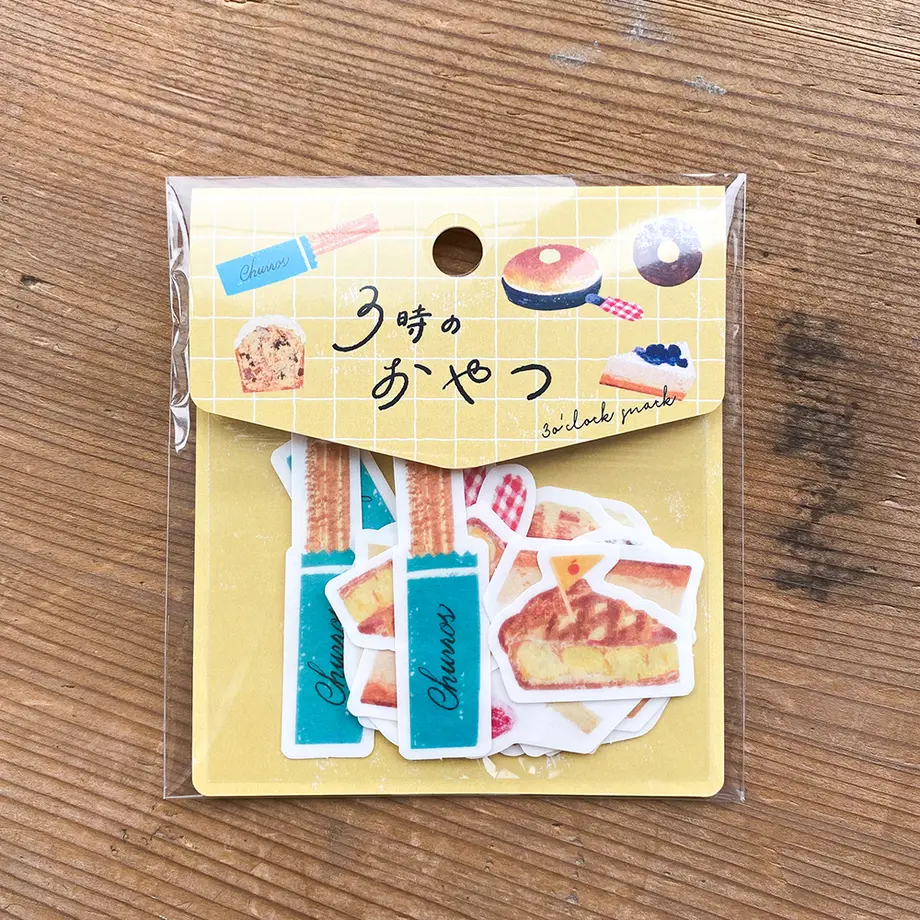 Churros
3時の
おやつ
3o'clock snack
Churros
Churros